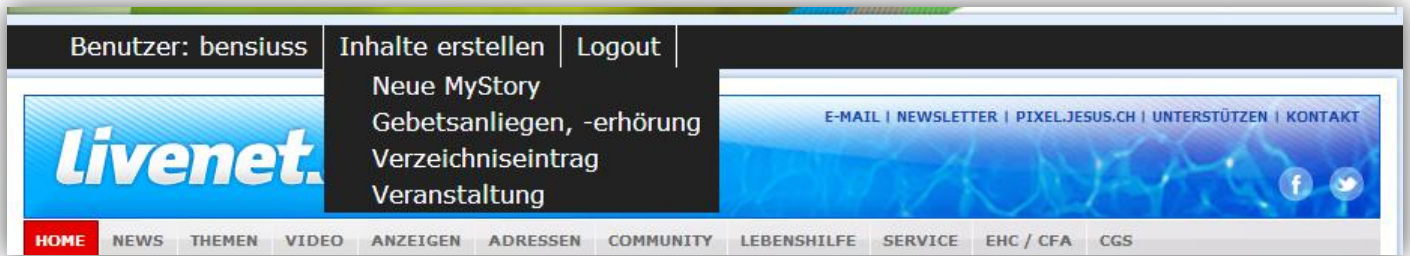 Benutzer: bensiuss Inhalte erstellen Logout
Neue MyStory
Gebetsanliegen, -erhörung
Verzeichniseintrag
Veranstaltung
livenet.
E-MAIL | NEWSLETTER | PIXEL.JESUS.CH | UNTERSTÜTZEN | KONTAKT
HOME NEWS THEMEN VIDEO ANZEIGEN ADRESSEN COMMUNITY LEBENSHILFE SERVICE EHC / CFA CGS